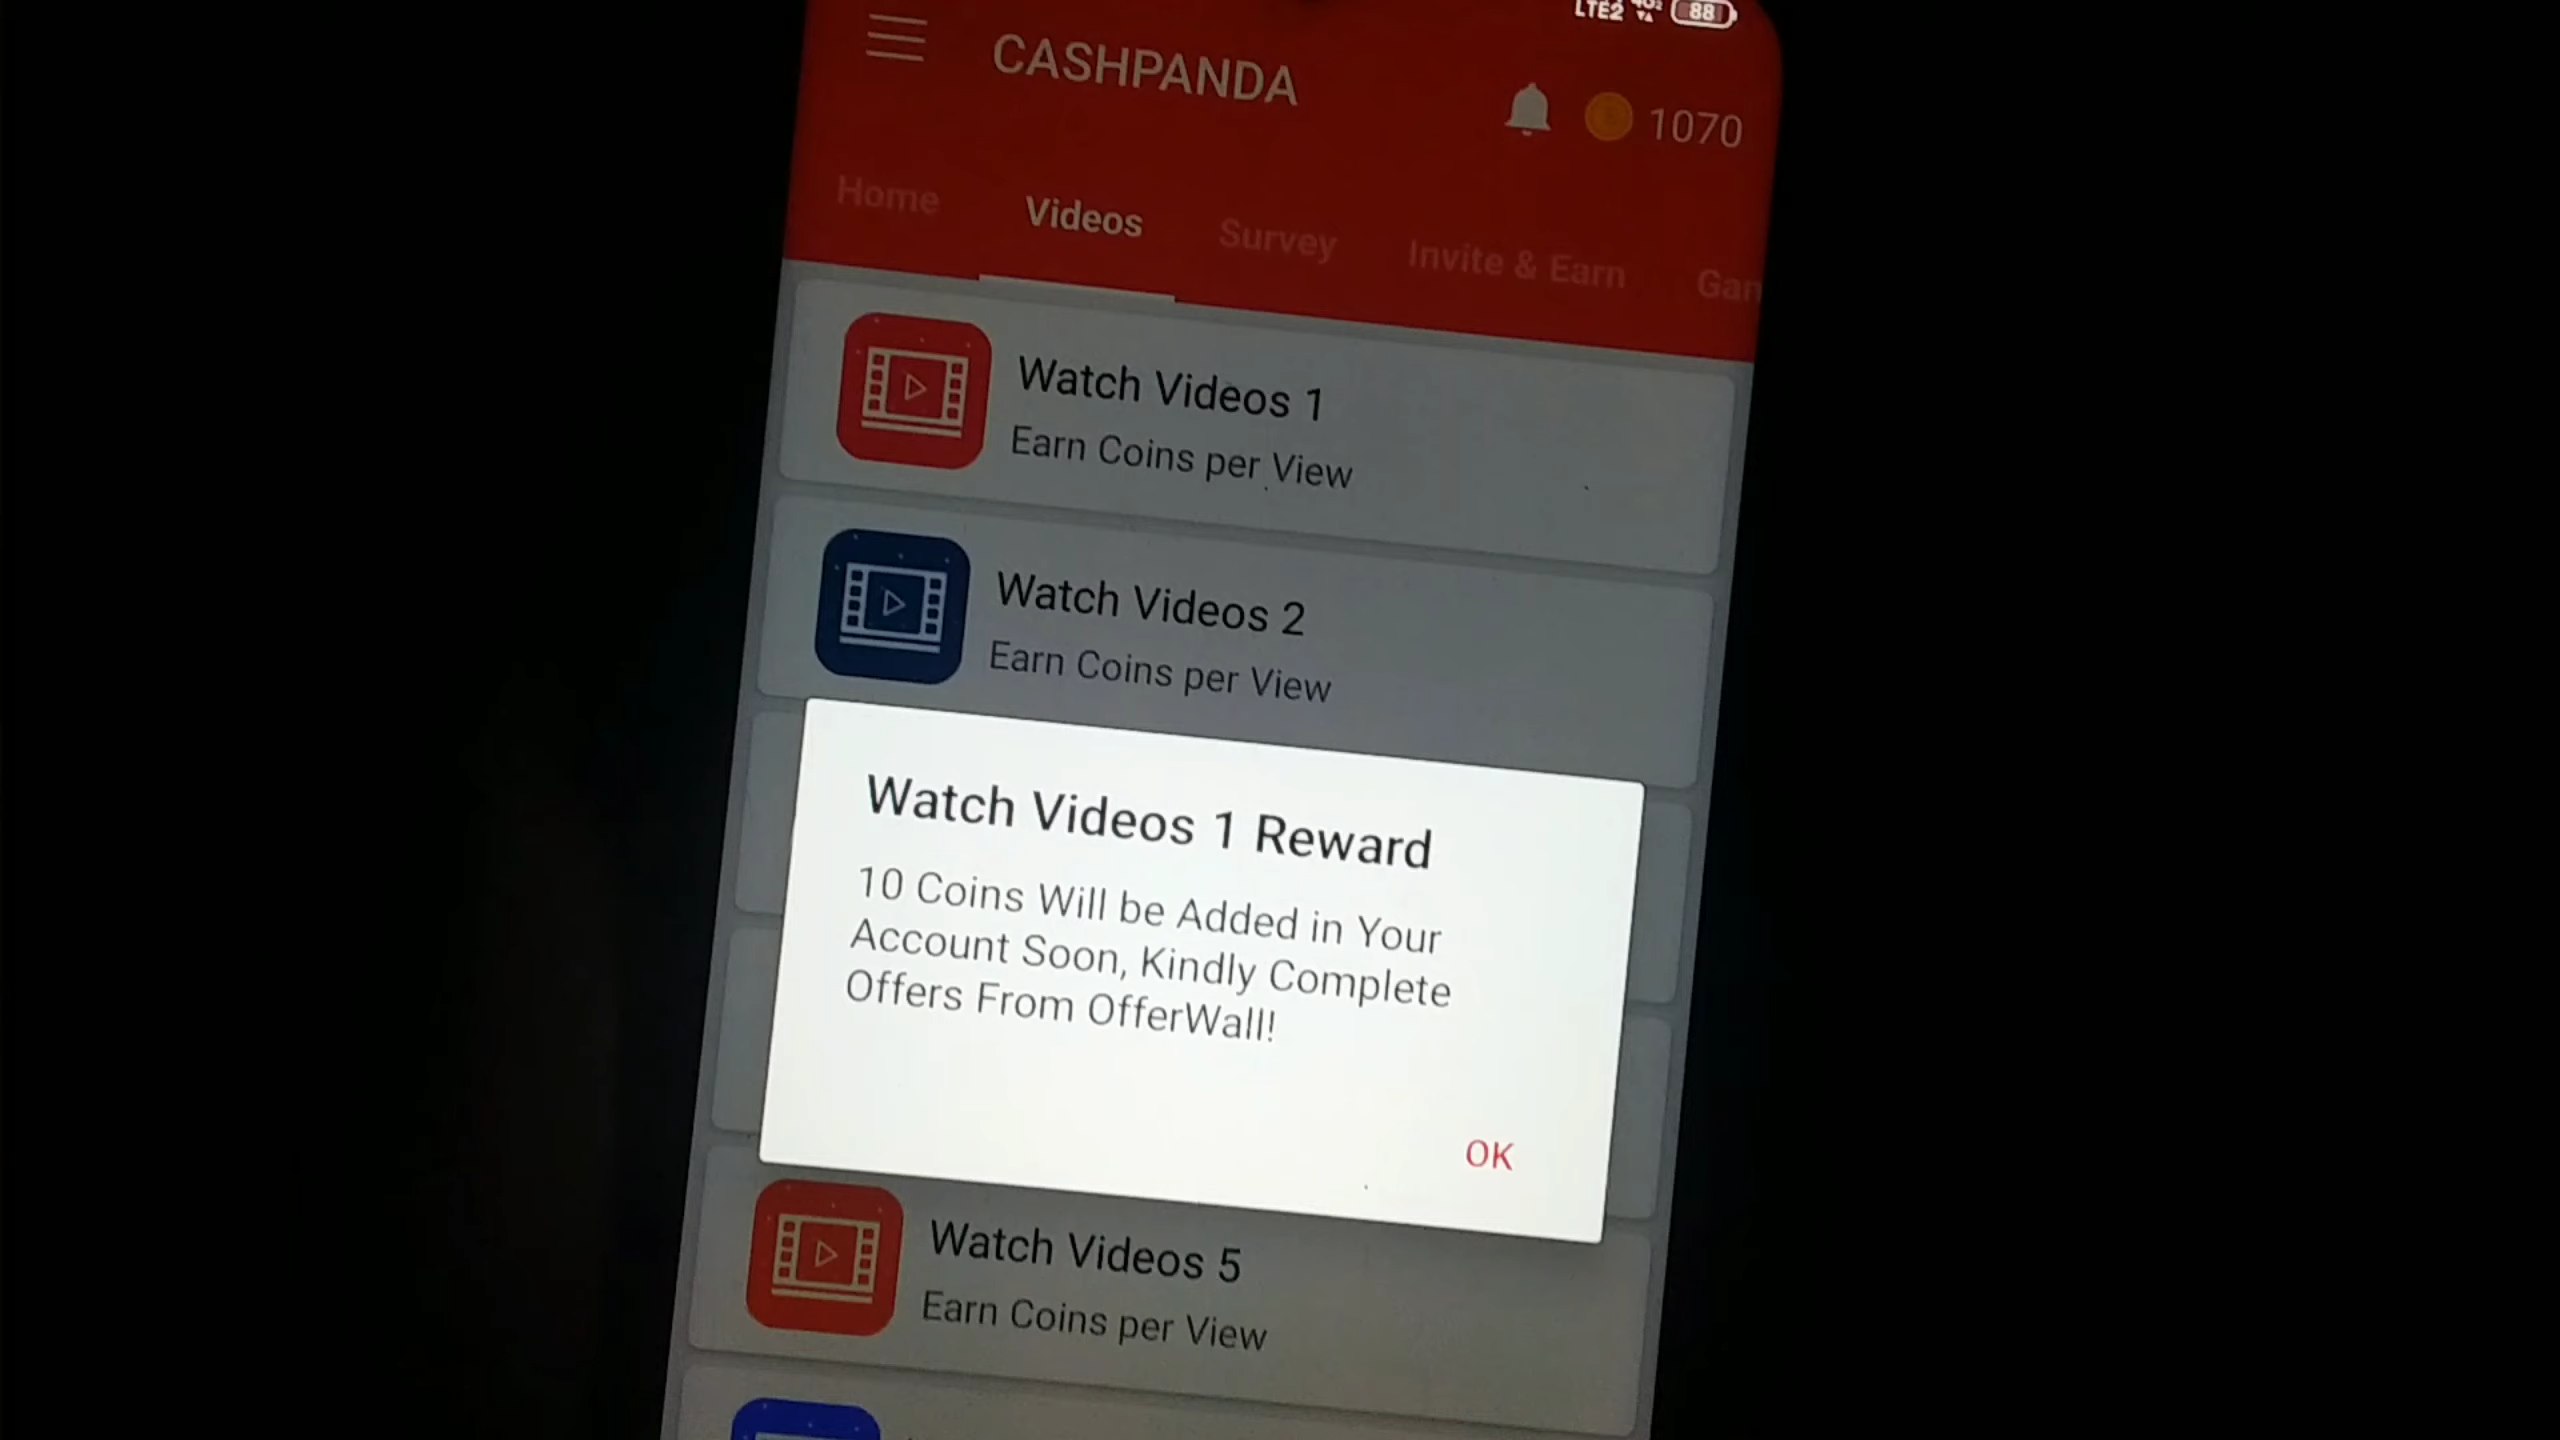 LTE2 88
CASHPANDA
1070
Home Videos Survey Invite & Earn Gam
Watch Videos 1
Earn Coins per View
Watch Videos 2
Earn Coins per View
Watch Videos 1 Reward
10 Coins Will be Added in Your
Account Soon, Kindly Complete
Offers From OfferWall!
OK
Watch Videos 5
Earn Coins per View